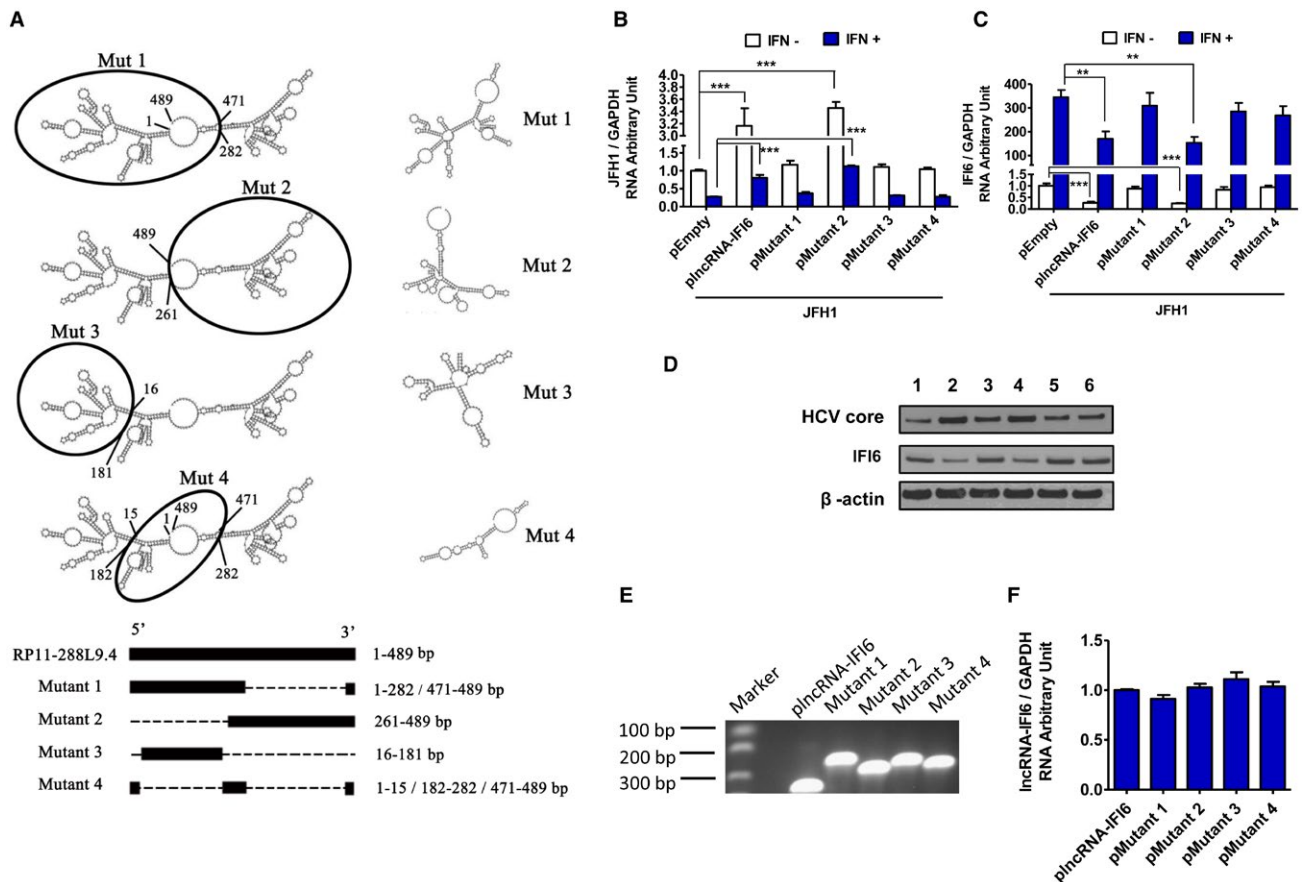 A
Mut 1
489
1
471
282
Mut 1
Mut 2
489
261
Mut 2
Mut 3
16
181
Mut 3
Mut 4
15
1
489
471
182
282
Mut 4
5’ 3’
RP11-288L9.4 1-489 bp
Mutant 1 1-282 / 471-489 bp
Mutant 2 261-489 bp
Mutant 3 16-181 bp
Mutant 4 1-15 / 182-282 / 471-489 bp
B
IFN - IFN +
JFH1 / GAPDH
RNA Arbitrary Unit
3.8
3.6
3.4
3.2
3.0
1.5
1.0
0.5
0.0
***
***
***
***
pEmpty
plncRNA-IFI6
pMutant 1
pMutant 2
pMutant 3
pMutant 4
JFH1
C
IFN - IFN +
IFI6 / GAPDH
RNA Arbitrary Unit
400
300
200
100
1.0
0.5
0.0
**
**
***
***
pEmpty
plncRNA-IFI6
pMutant 1
pMutant 2
pMutant 3
pMutant 4
JFH1
D
1 2 3 4 5 6
HCV core
IFI6
β -actin
E
Marker
plncRNA-IFI6
Mutant 1
Mutant 2
Mutant 3
Mutant 4
100 bp
200 bp
300 bp
F
lncRNA-IFI6 / GAPDH
RNA Arbitrary Unit
1.5
1.0
0.5
0.0
plncRNA-IFI6
pMutant 1
pMutant 2
pMutant 3
pMutant 4